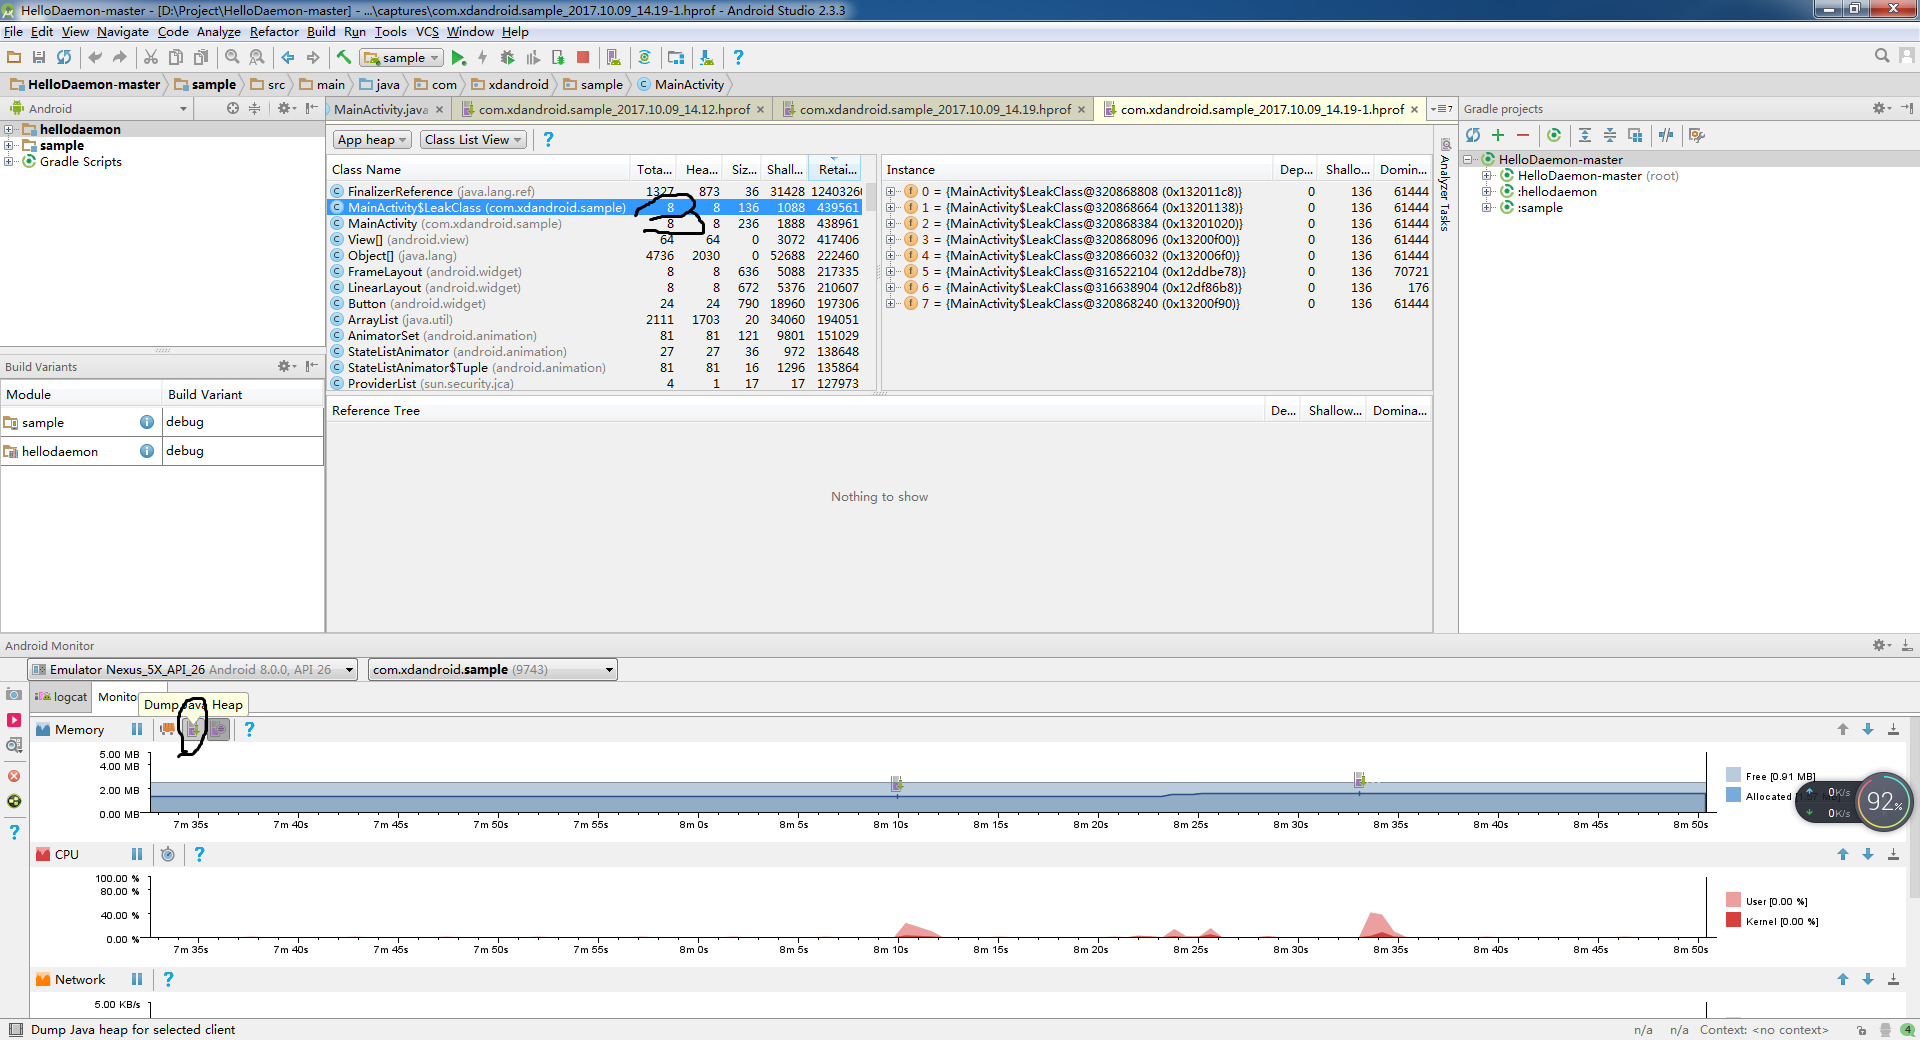 HelloDaemon-master - [D:\Project\HelloDaemon-master] - ...\captures\com.xdandroid.sample_2017.10.09_14.19-1.hprof - Android Studio 2.3.3
File Edit View Navigate Code Analyze Refactor Build Run Tools VCS Window Help
sample
HelloDaemon-master sample src main java com xdandroid sample MainActivity
Android
MainActivity.java com.xdandroid.sample_2017.10.09_14.12.hprof com.xdandroid.sample_2017.10.09_14.19.hprof com.xdandroid.sample_2017.10.09_14.19-1.hprof
Gradle projects
hellodaemon
sample
Gradle Scripts
App heap Class List View ?
Class Name Tota... Hea... Siz... Shall... Retai...
FinalizerReference (java.lang.ref) 1327 873 36 31428 1240326
MainActivity$LeakClass (com.xdandroid.sample) 8 8 136 1088 439561
MainActivity (com.xdandroid.sample) 8 8 236 1888 438961
View[] (android.view) 64 64 0 3072 417406
Object[] (java.lang) 4736 2030 0 52688 222460
FrameLayout (android.widget) 8 8 636 5088 217335
LinearLayout (android.widget) 8 8 672 5376 210607
Button (android.widget) 24 24 790 18960 197306
ArrayList (java.util) 2111 1703 20 34060 194051
AnimatorSet (android.animation) 81 81 121 9801 151029
StateListAnimator (android.animation) 27 27 36 972 138648
StateListAnimator$Tuple (android.animation) 81 81 16 1296 135864
ProviderList (sun.security.jca) 4 1 17 17 127973
Instance Dep... Shallo... Domin...
0 = {MainActivity$LeakClass@320868808 (0x132011c8)} 0 136 61444
1 = {MainActivity$LeakClass@320868664 (0x13201138)} 0 136 61444
2 = {MainActivity$LeakClass@320868384 (0x13201020)} 0 136 61444
3 = {MainActivity$LeakClass@320868096 (0x13200f00)} 0 136 61444
4 = {MainActivity$LeakClass@320866032 (0x132006f0)} 0 136 61444
5 = {MainActivity$LeakClass@316522104 (0x12ddbe78)} 0 136 70721
6 = {MainActivity$LeakClass@316638904 (0x12df86b8)} 0 136 176
7 = {MainActivity$LeakClass@320868240 (0x13200f90)} 0 136 61444
Analyzer Tasks
HelloDaemon-master
HelloDaemon-master (root)
:hellodaemon
:sample
Build Variants
Module Build Variant
sample debug
hellodaemon debug
Reference Tree De... Shallow... Domina...
Nothing to show
Android Monitor
Emulator Nexus_5X_API_26 Android 8.0.0, API 26 com.xdandroid.sample (9743)
logcat Monito
Dump Java Heap
Memory ?
5.00 MB
4.00 MB
2.00 MB
0.00 MB
7m 35s 7m 40s 7m 45s 7m 50s 7m 55s 8m 0s 8m 5s 8m 10s 8m 15s 8m 20s 8m 25s 8m 30s 8m 35s 8m 40s 8m 45s 8m 50s
Free [0.91 MB]
Allocated
0K/s
0K/s
92%
CPU ?
100.00 %
80.00 %
40.00 %
0.00 %
7m 35s 7m 40s 7m 45s 7m 50s 7m 55s 8m 0s 8m 5s 8m 10s 8m 15s 8m 20s 8m 25s 8m 30s 8m 35s 8m 40s 8m 45s 8m 50s
User [0.00 %]
Kernel [0.00 %]
Network ?
5.00 KB/s
Dump Java heap for selected client n/a n/a Context: <no context> 4